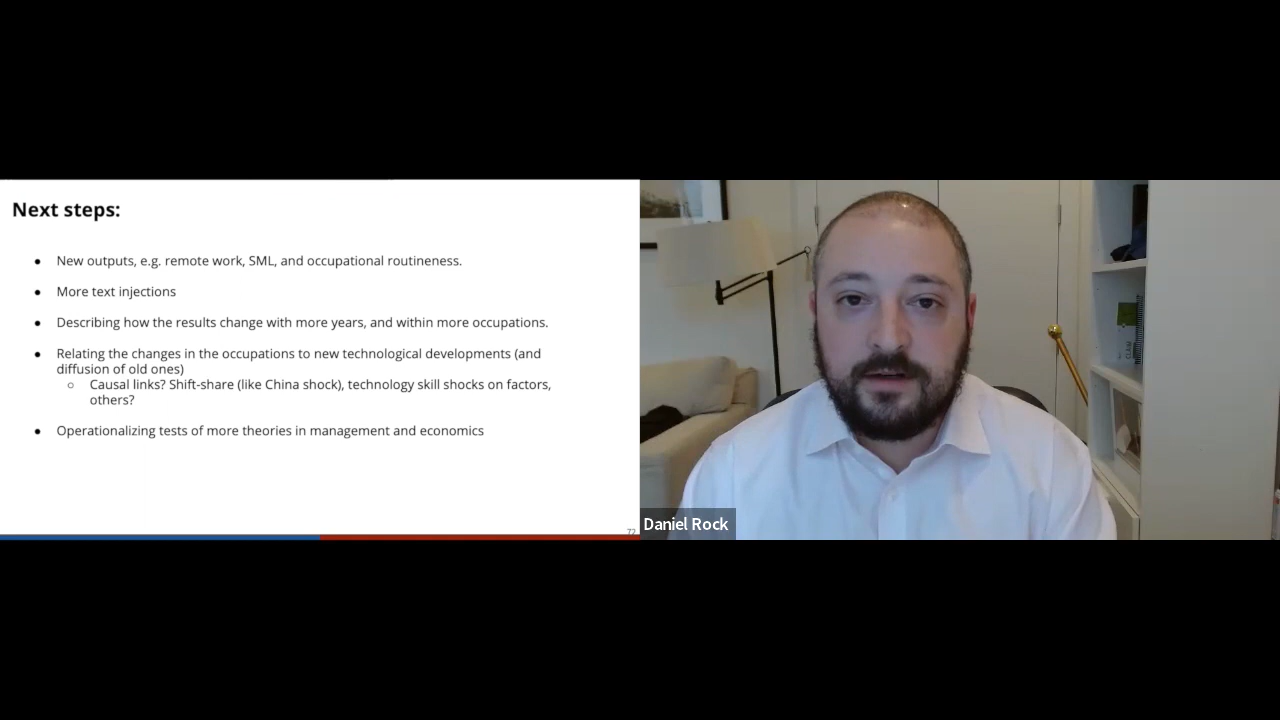 Next steps:
● New outputs, e.g. remote work, SML, and occupational routineness.
● More text injections
● Describing how the results change with more years, and within more occupations.
● Relating the changes in the occupations to new technological developments (and
diffusion of old ones)
○ Causal links? Shift-share (like China shock), technology skill shocks on factors,
others?
● Operationalizing tests of more theories in management and economics
72
Daniel Rock